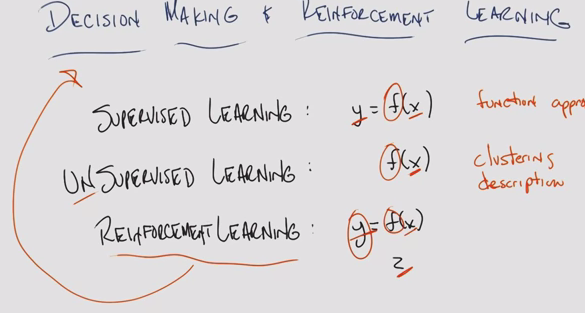 DECISION MAKING & REINFORCEMENT LEARNING
SUPERVISED LEARNING : y = f(x) function appro
UNSUPERVISED LEARNING : f(x) clustering
description
REINFORCEMENT LEARNING : y = f(x)
z